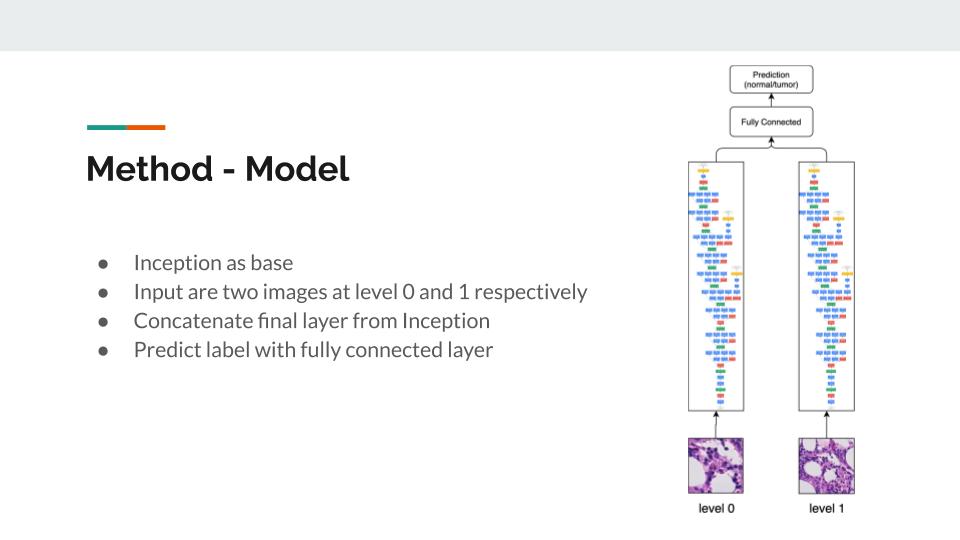 Method - Model
● Inception as base
● Input are two images at level 0 and 1 respectively
● Concatenate final layer from Inception
● Predict label with fully connected layer
Prediction
(normal/tumor)
Fully Connected
level 0
level 1